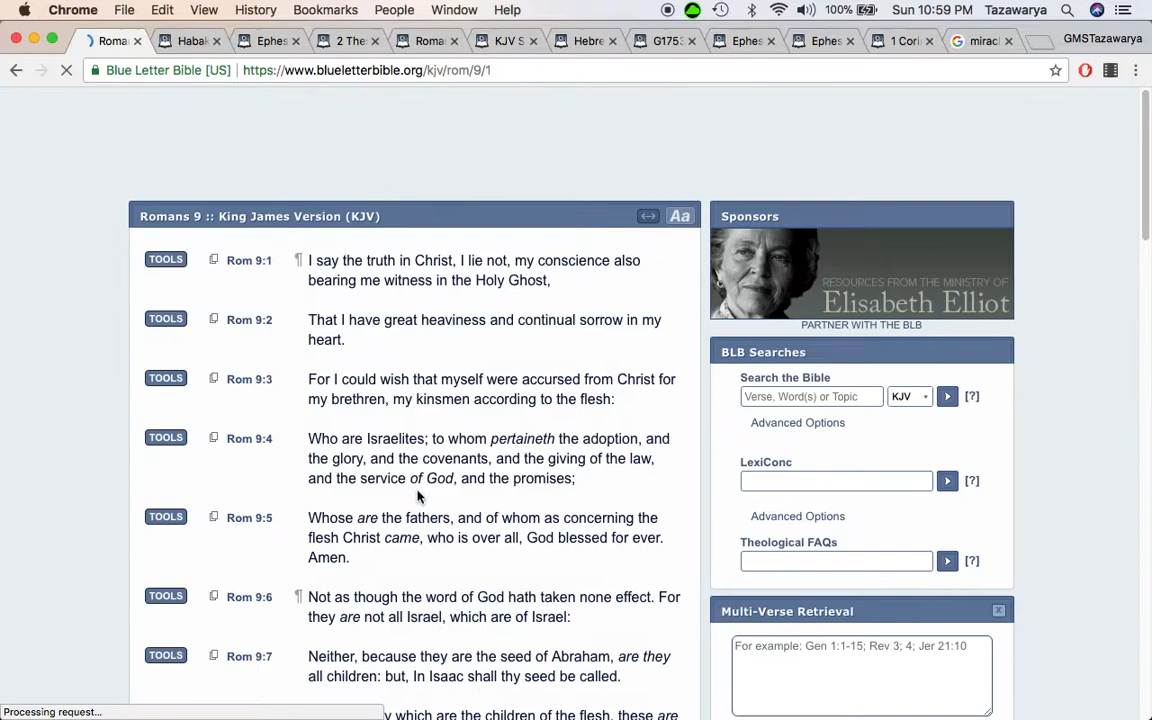 Chrome File Edit View History Bookmarks People Window Help 100% Sun 10:59 PM Tazawarya
Roma Habak Ephes 2 The Roma KJV S Hebre G1753 Ephes Ephes 1 Cori mirac GMSTazawarya
Blue Letter Bible [US] https://www.blueletterbible.org/kjv/rom/9/1
Romans 9 :: King James Version (KJV) Aa
TOOLS Rom 9:1 ¶ I say the truth in Christ, I lie not, my conscience also
bearing me witness in the Holy Ghost,
TOOLS Rom 9:2 That I have great heaviness and continual sorrow in my
heart.
TOOLS Rom 9:3 For I could wish that myself were accursed from Christ for
my brethren, my kinsmen according to the flesh:
TOOLS Rom 9:4 Who are Israelites; to whom pertaineth the adoption, and
the glory, and the covenants, and the giving of the law,
and the service of God, and the promises;
TOOLS Rom 9:5 Whose are the fathers, and of whom as concerning the
flesh Christ came, who is over all, God blessed for ever.
Amen.
TOOLS Rom 9:6 ¶ Not as though the word of God hath taken none effect. For
they are not all Israel, which are of Israel:
TOOLS Rom 9:7 Neither, because they are the seed of Abraham, are they
all children: but, In Isaac shall thy seed be called.
y which are the children of the flesh, these are
Processing request...
Sponsors
RESOURCES FROM THE MINISTRY OF
Elisabeth Elliot
PARTNER WITH THE BLB
BLB Searches
Search the Bible
Verse, Word(s) or Topic KJV [?]
Advanced Options
LexiConc
[?]
Advanced Options
Theological FAQs
[?]
Multi-Verse Retrieval x
For example: Gen 1:1-15; Rev 3; 4; Jer 21:10